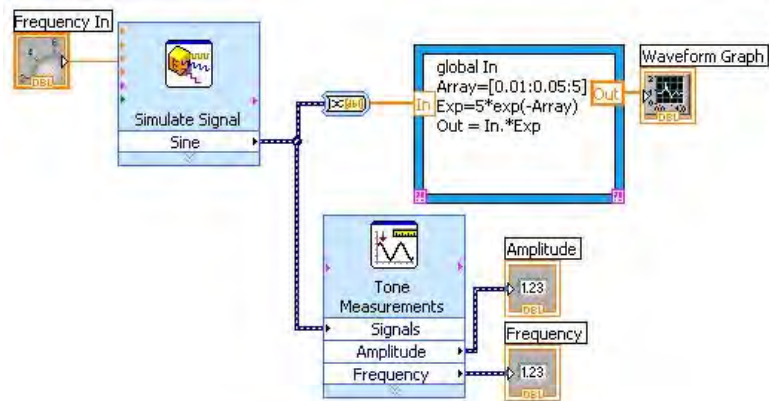 Frequency In
DBL
Simulate Signal
Sine
In
global In
Array=[0.01:0.05:5]
Exp=5*exp(-Array)
Out = In.*Exp
Out
Waveform Graph
DBL
Tone
Measurements
Signals
Amplitude
Frequency
Amplitude
1.23
DBL
Frequency
1.23
DBL